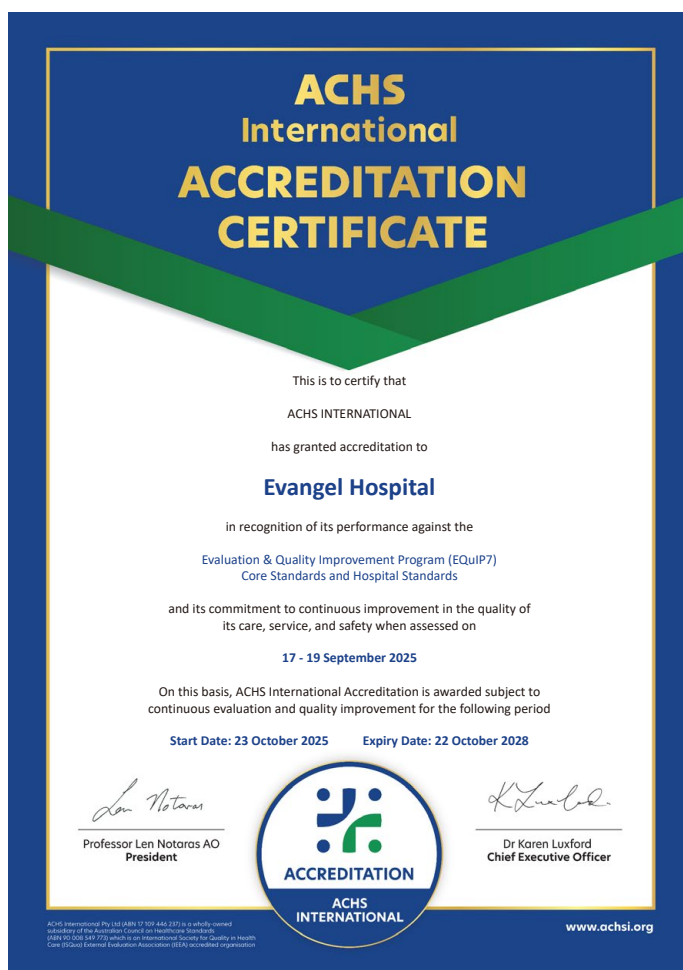 ACHS
International
ACCREDITATION
CERTIFICATE
This is to certify that
ACHS INTERNATIONAL
has granted accreditation to
Evangel Hospital
in recognition of its performance against the
Evaluation & Quality Improvement Program (EQuIP7)
Core Standards and Hospital Standards
and its commitment to continuous improvement in the quality of
its care, service, and safety when assessed on
17 - 19 September 2025
On this basis, ACHS International Accreditation is awarded subject to
continuous evaluation and quality improvement for the following period
Start Date: 23 October 2025 Expiry Date: 22 October 2028
Len Notaras
K Luxford
Professor Len Notaras AO
President
Dr Karen Luxford
Chief Executive Officer
ACCREDITATION
ACHS
INTERNATIONAL
ACHS International Pty Ltd (ABN 17 109 446 237) is a wholly-owned
subsidiary of the Australian Council on Healthcare Standards
(ABN 90 008 549 773) which is an International Society for Quality in Health
Care (ISQua) External Evaluation Association (IEEA) accredited organisation
www.achsi.org